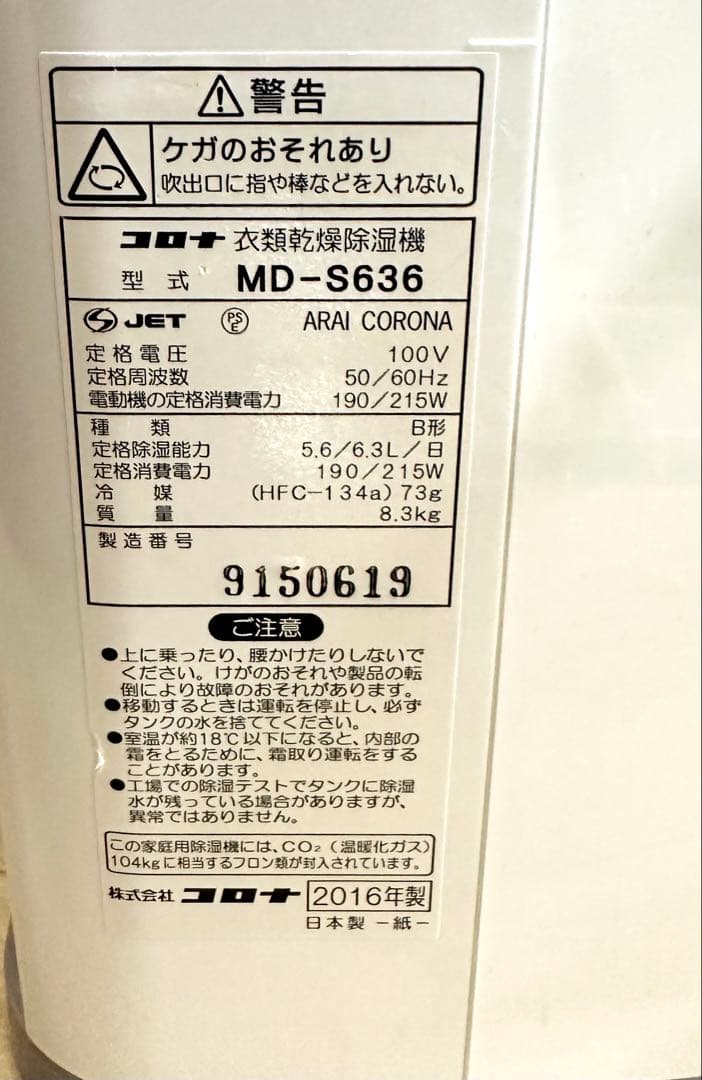 警告
ケガのおそれあり
吹出口に指や棒などを入れない。
コロナ 衣類乾燥除湿機
型式 MD-S636
JET PSE ARAI CORONA
定格電圧 100V
定格周波数 50/60Hz
電動機の定格消費電力 190/215W
種類 B形
定格除湿能力 5.6/6.3L/日
定格消費電力 190/215W
冷媒 (HFC-134a) 73g
質量 8.3kg
製造番号
9150619
ご注意
●上に乗ったり、腰かけたりしないで
ください。けがのおそれや製品の転
倒により故障のおそれがあります。
●移動するときは運転を停止し、必ず
タンクの水を捨ててください。
●室温が約18℃以下になると、内部の
霜をとるために、霜取り運転をする
ことがあります。
●工場での除湿テストでタンクに除湿
水が残っている場合がありますが、
異常ではありません。
この家庭用除湿機には、CO₂（温暖化ガス）
104kgに相当するフロン類が封入されています。
株式会社 コロナ 2016年製
日本製 -紙-